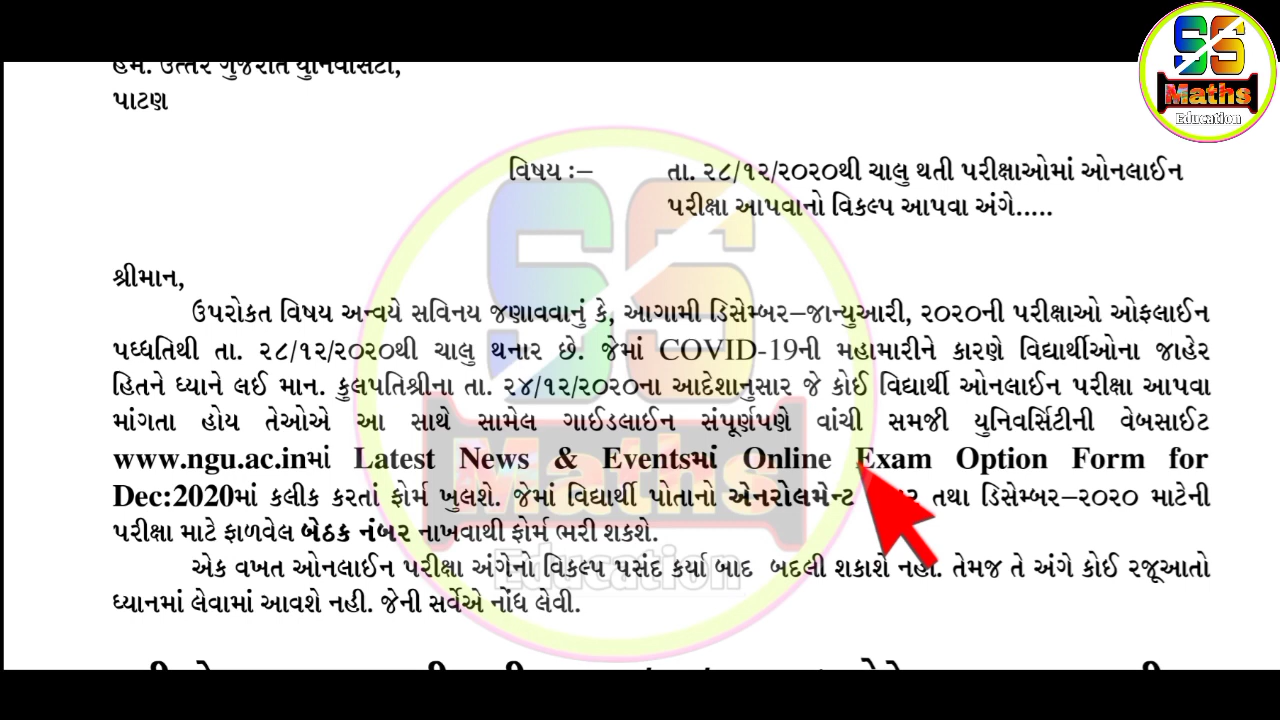 SS
Maths
Education
હેમ. ઉત્તર ગુજરાત યુનિવર્સિટી,
પાટણ
વિષય :– તા. ૨૮/૧૨/૨૦૨૦થી ચાલુ થતી પરીક્ષાઓમાં ઓનલાઈન
પરીક્ષા આપવાનો વિકલ્પ આપવા અંગે.....
શ્રીમાન,
ઉપરોકત વિષય અન્વયે સવિનય જણાવવાનું કે, આગામી ડિસેમ્બર–જાન્યુઆરી, ૨૦૨૦ની પરીક્ષાઓ ઓફલાઈન
પધ્ધતિથી તા. ૨૮/૧૨/૨૦૨૦થી ચાલુ થનાર છે. જેમાં COVID-19ની મહામારીને કારણે વિદ્યાર્થીઓના જાહેર
હિતને ધ્યાને લઈ માન. કુલપતિશ્રીના તા. ૨૪/૧૨/૨૦૨૦ના આદેશાનુસાર જે કોઈ વિદ્યાર્થી ઓનલાઈન પરીક્ષા આપવા
માંગતા હોય તેઓએ આ સાથે સામેલ ગાઈડલાઈન સંપૂર્ણપણે વાંચી સમજી યુનિવર્સિટીની વેબસાઈટ
www.ngu.ac.inમાં Latest News & Eventsમાં Online Exam Option Form for
Dec:2020માં કલીક કરતાં ફોર્મ ખુલશે. જેમાં વિદ્યાર્થી પોતાનો એનરોલમેન્ટ તથા ડિસેમ્બર–૨૦૨૦ માટેની
પરીક્ષા માટે ફાળવેલ બેઠક નંબર નાખવાથી ફોર્મ ભરી શકશે.
એક વખત ઓનલાઈન પરીક્ષા અંગેનો વિકલ્પ પસંદ કર્યા બાદ બદલી શકાશે નહી. તેમજ તે અંગે કોઈ રજૂઆતો
ધ્યાનમાં લેવામાં આવશે નહી. જેની સર્વેએ નોંધ લેવી.